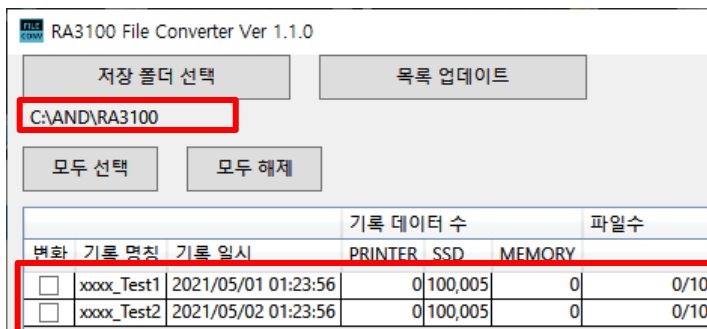 FILE CONV RA3100 File Converter Ver 1.1.0
저장 폴더 선택 목록 업데이트
C:\AND\RA3100
모두 선택 모두 해제
기록 데이터 수 파일수
변화 기록 명칭 기록 일시 PRINTER SSD MEMORY
xxxx_Test1 2021/05/01 01:23:56 0 100,005 0 0/10
xxxx_Test2 2021/05/02 01:23:56 0 100,005 0 0/10